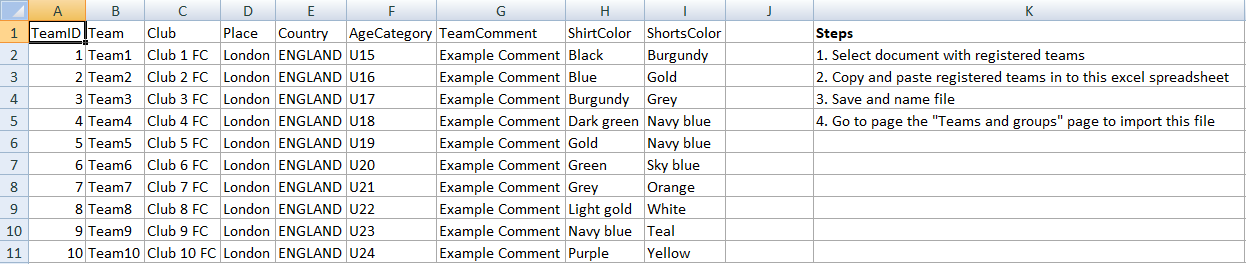 A B C D E F G H I J K
1 TeamID Team Club Place Country AgeCategory TeamComment ShirtColor ShortsColor Steps
2 1 Team1 Club 1 FC London ENGLAND U15 Example Comment Black Burgundy 1. Select document with registered teams
3 2 Team2 Club 2 FC London ENGLAND U16 Example Comment Blue Gold 2. Copy and paste registered teams in to this excel spreadsheet
4 3 Team3 Club 3 FC London ENGLAND U17 Example Comment Burgundy Grey 3. Save and name file
5 4 Team4 Club 4 FC London ENGLAND U18 Example Comment Dark green Navy blue 4. Go to page the "Teams and groups" page to import this file
6 5 Team5 Club 5 FC London ENGLAND U19 Example Comment Gold Navy blue
7 6 Team6 Club 6 FC London ENGLAND U20 Example Comment Green Sky blue
8 7 Team7 Club 7 FC London ENGLAND U21 Example Comment Grey Orange
9 8 Team8 Club 8 FC London ENGLAND U22 Example Comment Light gold White
10 9 Team9 Club 9 FC London ENGLAND U23 Example Comment Navy blue Teal
11 10 Team10 Club 10 FC London ENGLAND U24 Example Comment Purple Yellow